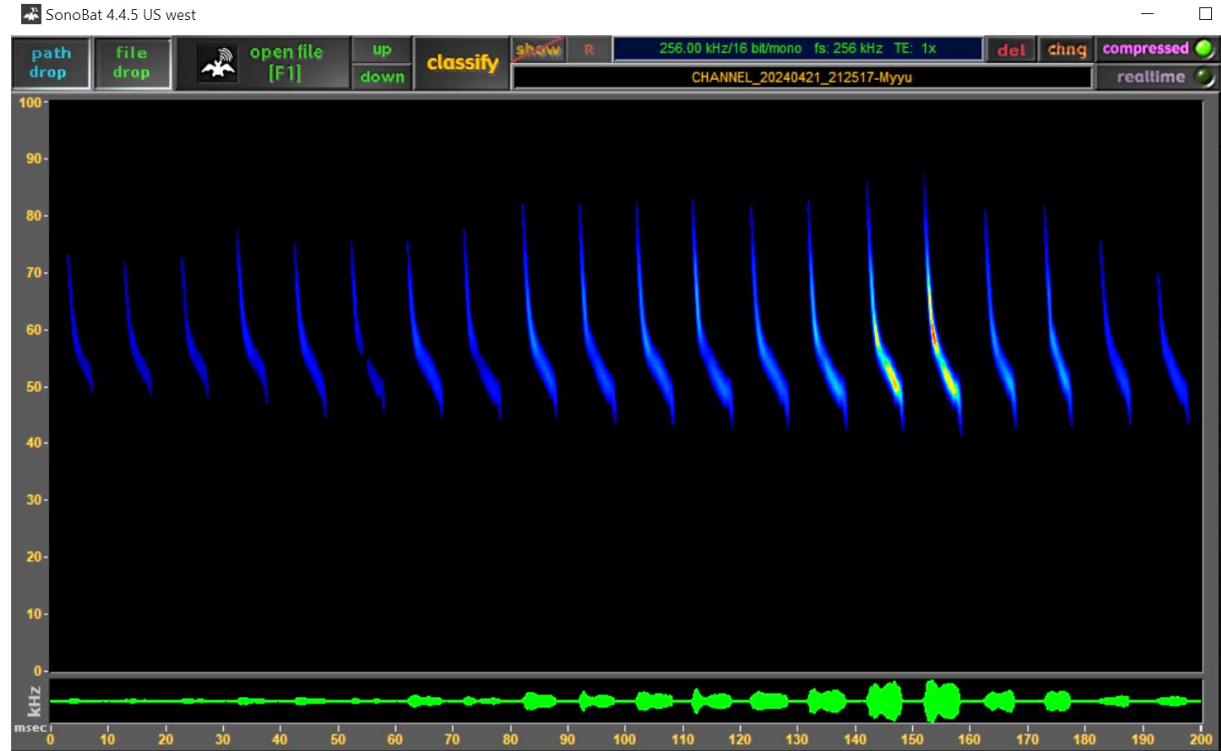 SonoBat 4.4.5 US west
path drop
file drop
open file [F1]
up
down
classify
show
R
256.00 kHz/16 bit/mono fs: 256 kHz TE: 1x
CHANNEL_20240421_212517-Myyu
del
chng
compressed
realtime
100
90
80
70
60
50
40
30
20
10
0
kHz
msec
0 10 20 30 40 50 60 70 80 90 100 110 120 130 140 150 160 170 180 190 200